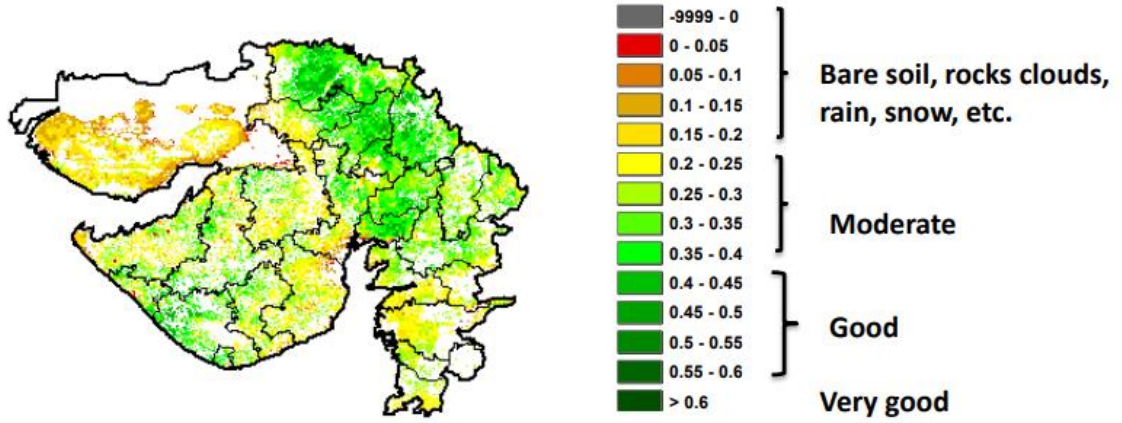 -9999 - 0
0 - 0.05
0.05 - 0.1
0.1 - 0.15
0.15 - 0.2
0.2 - 0.25
0.25 - 0.3
0.3 - 0.35
0.35 - 0.4
0.4 - 0.45
0.45 - 0.5
0.5 - 0.55
0.55 - 0.6
> 0.6
Bare soil, rocks clouds,
rain, snow, etc.
Moderate
Good
Very good